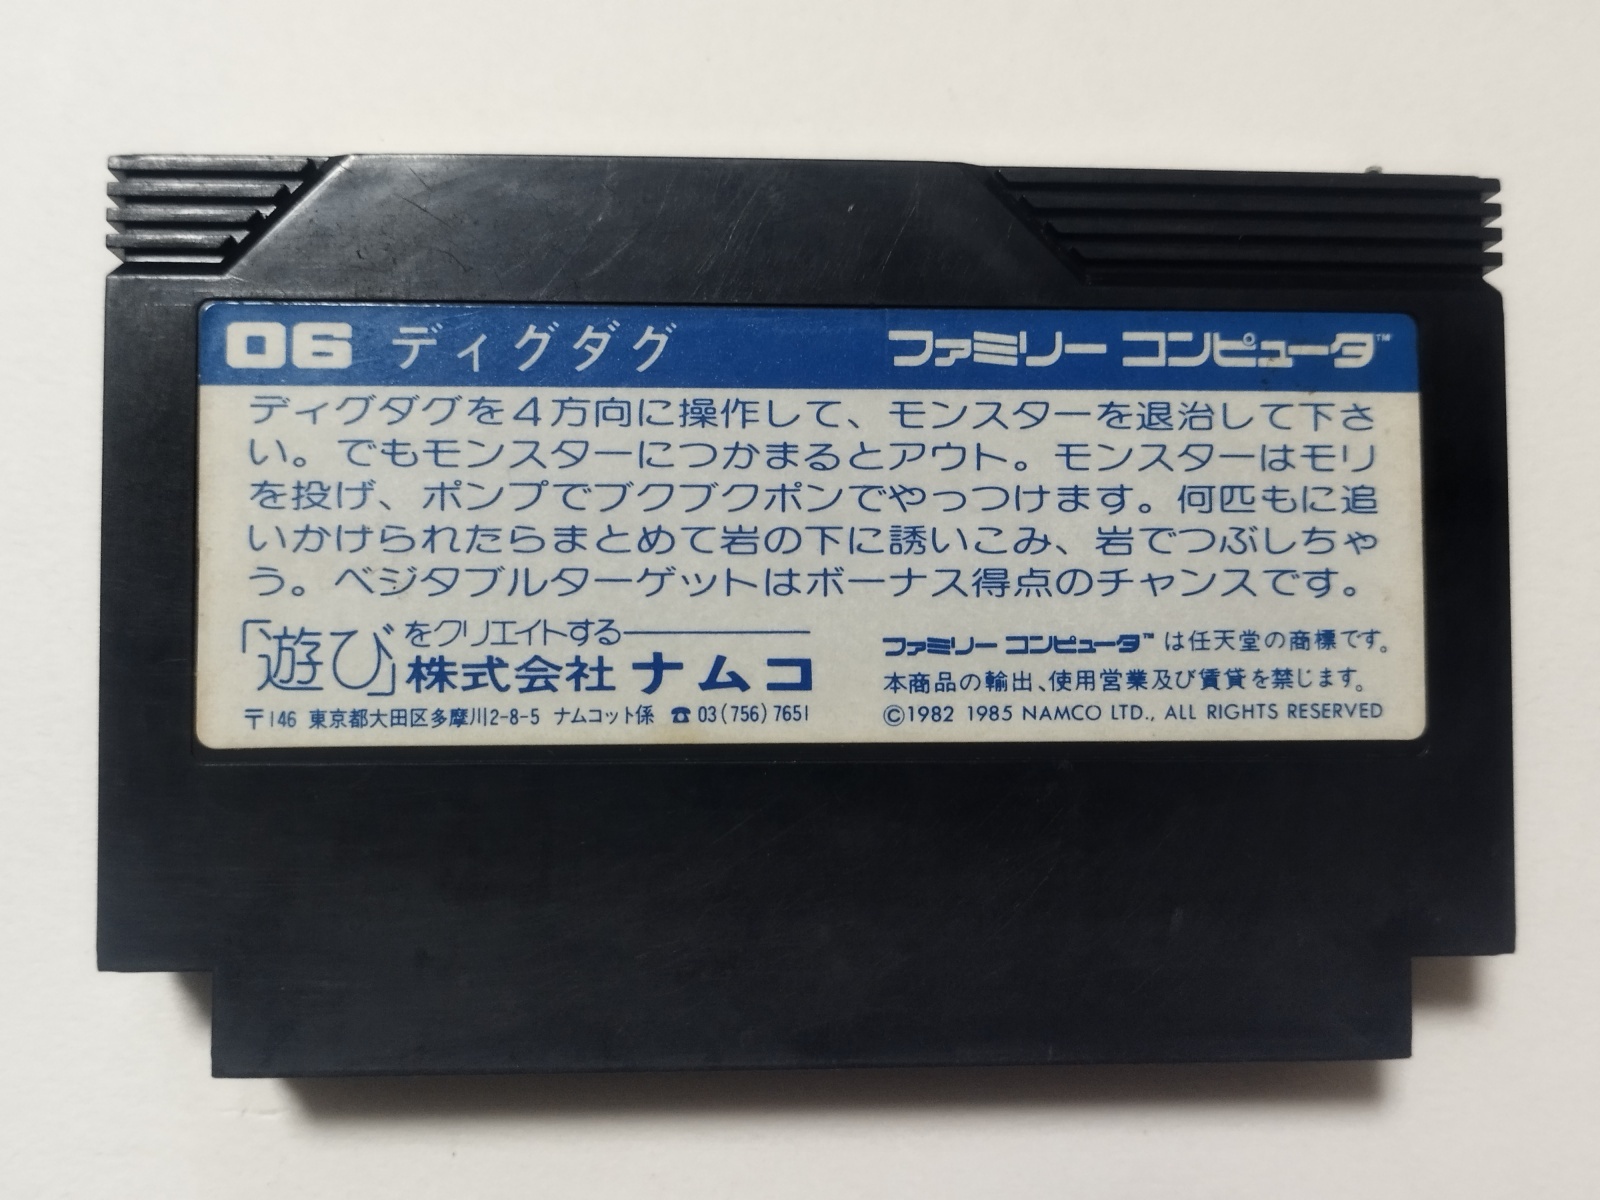 06 ディグダグ ファミリー コンピュータ™
ディグダグを4方向に操作して、モンスターを退治して下さ
い。でもモンスターにつかまるとアウト。モンスターはモリ
を投げ、ポンプでブクブクポンでやっつけます。何匹もに追
いかけられたらまとめて岩の下に誘いこみ、岩でつぶしちゃ
う。ベジタブルターゲットはボーナス得点のチャンスです。
「遊び」をクリエイトする
株式会社 ナムコ
〒146 東京都大田区多摩川2-8-5 ナムコット係 ☎03(756)7651
ファミリー コンピュータ™は任天堂の商標です。
本商品の輸出、使用営業及び賃貸を禁じます。
©1982 1985 NAMCO LTD., ALL RIGHTS RESERVED